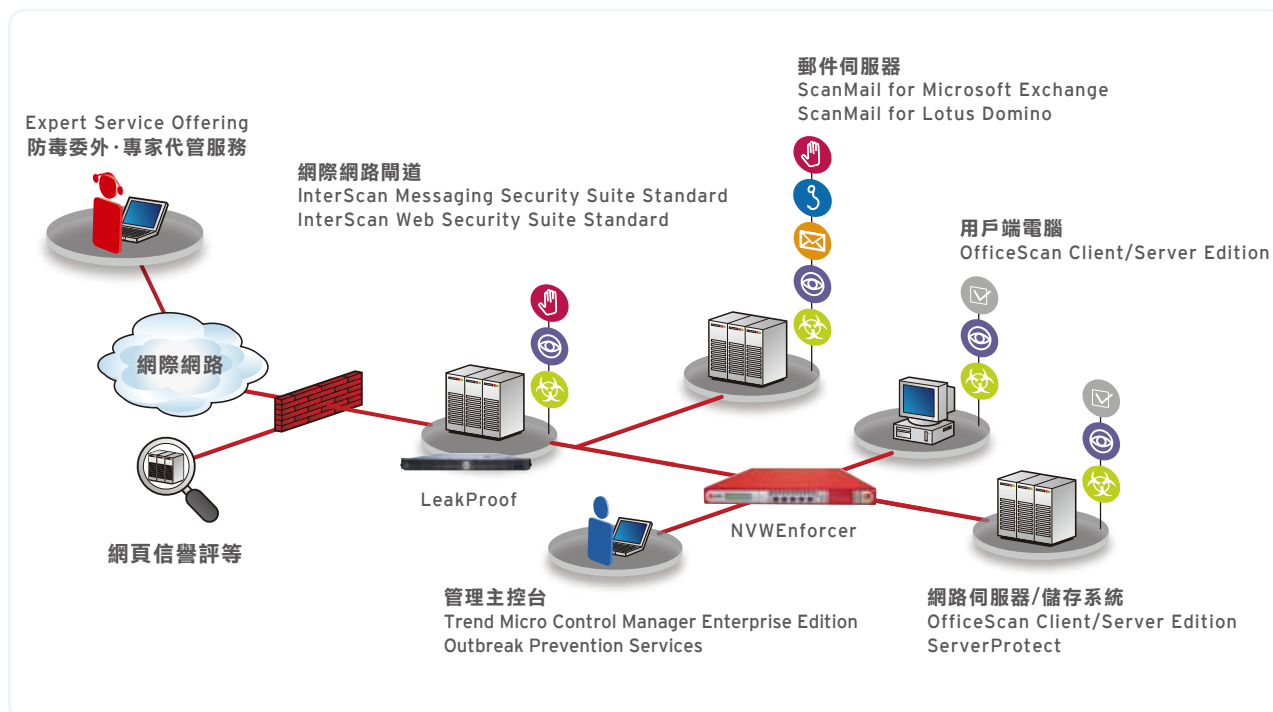 郵件伺服器
ScanMail for Microsoft Exchange
ScanMail for Lotus Domino
Expert Service Offering
防毒委外·專家代管服務
網際網路閘道
InterScan Messaging Security Suite Standard
InterScan Web Security Suite Standard
用戶端電腦
OfficeScan Client/Server Edition
網際網路
LeakProof
NVWEnforcer
網頁信譽評等
管理主控台
Trend Micro Control Manager Enterprise Edition
Outbreak Prevention Services
網路伺服器/儲存系統
OfficeScan Client/Server Edition
ServerProtect